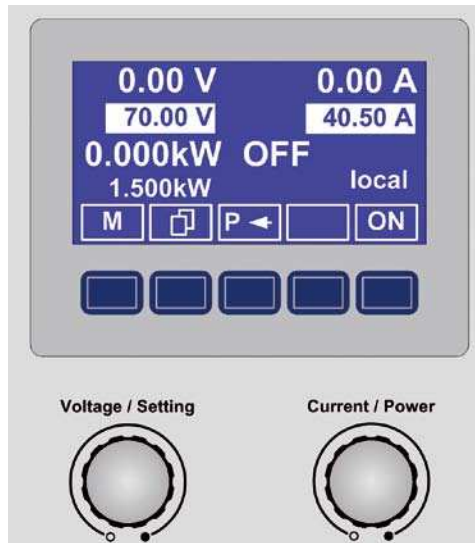 0.00 V 0.00 A
70.00 V 40.50 A
0.000kW OFF
1.500kW local
M P ON
Voltage / Setting Current / Power